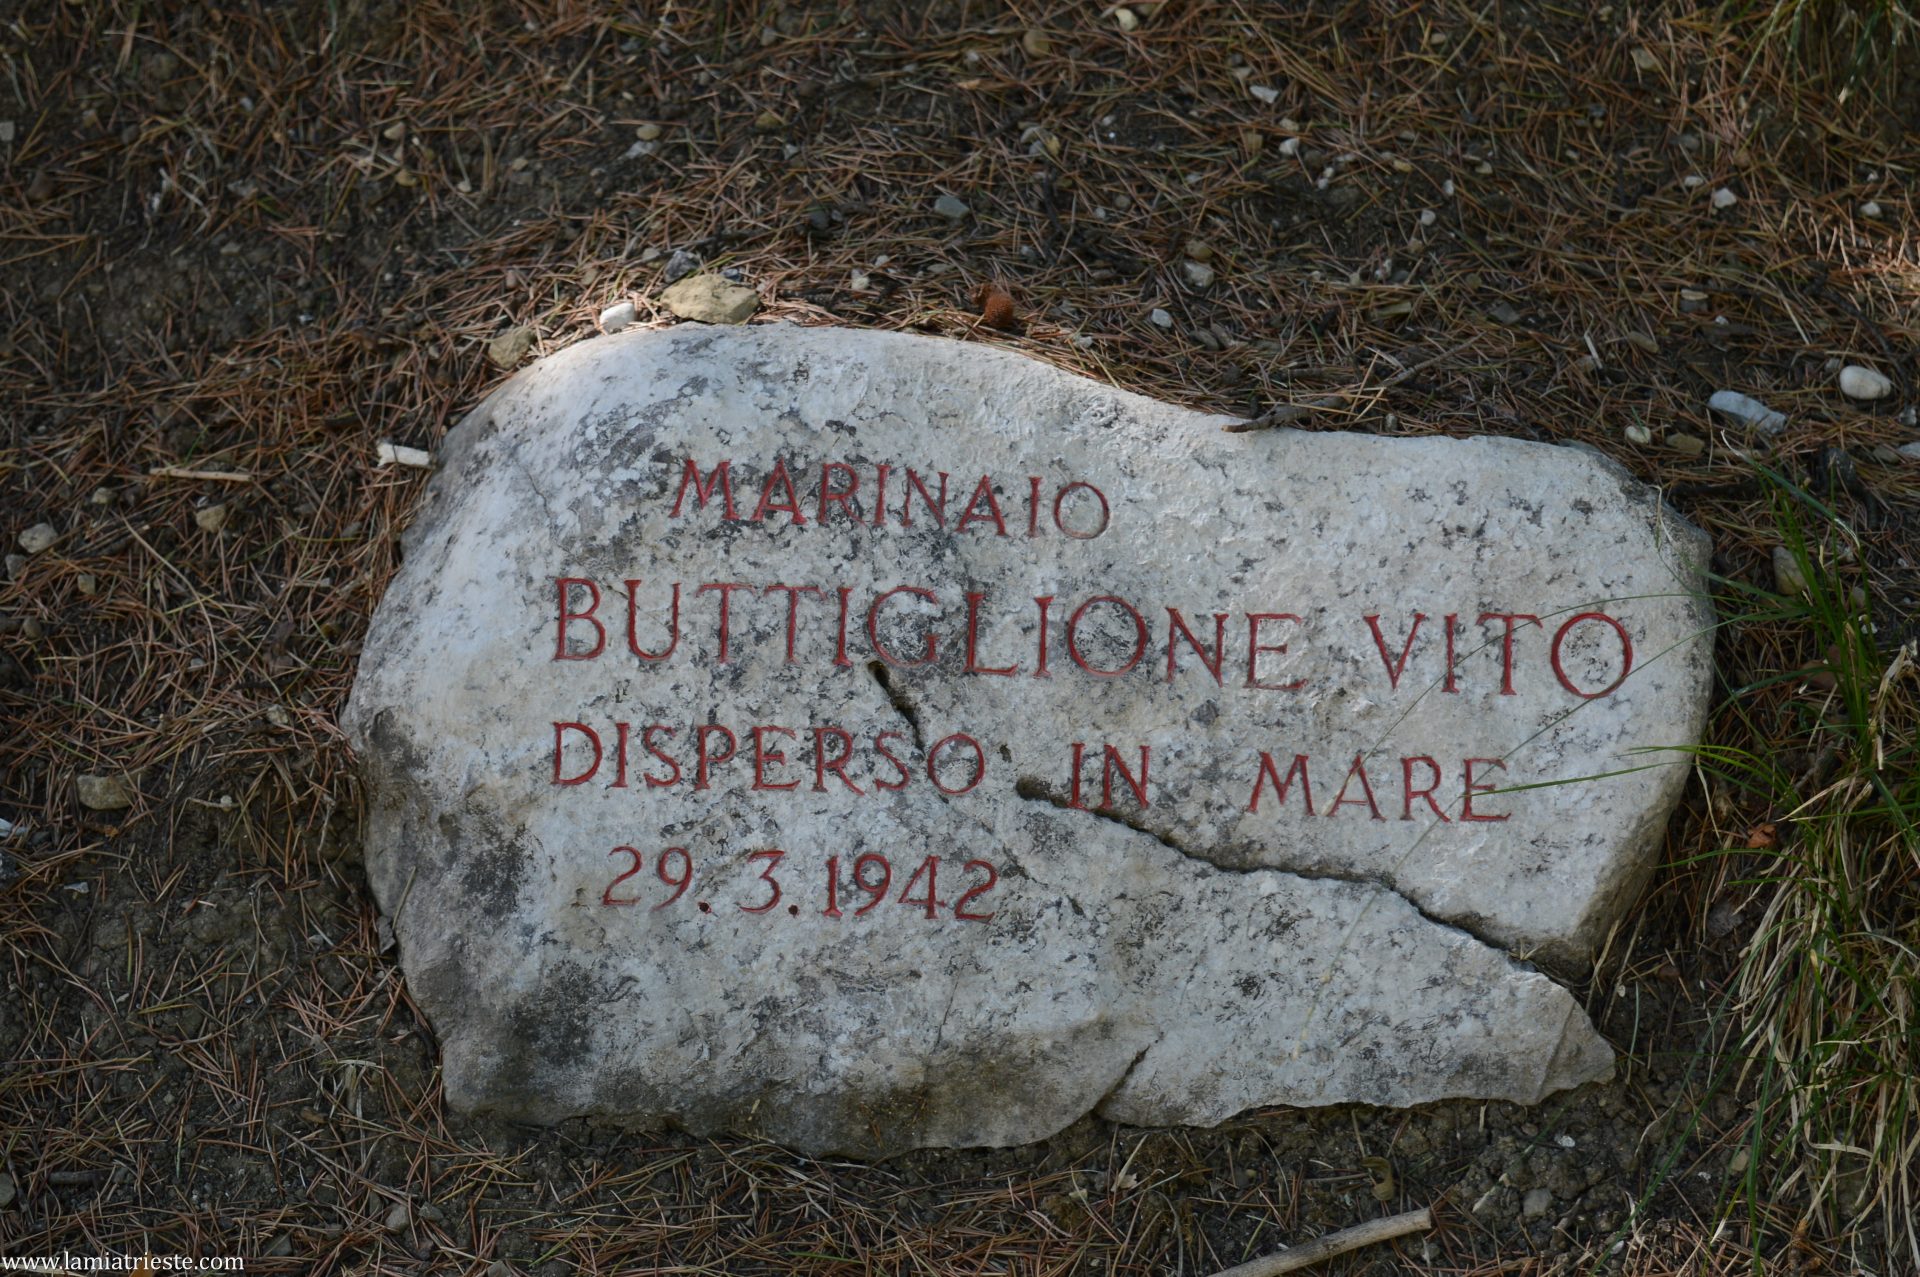 MARINAIO
BUTTIGLIONE VITO
DISPERSO IN MARE
29.3.1942
www.lamiatrieste.com